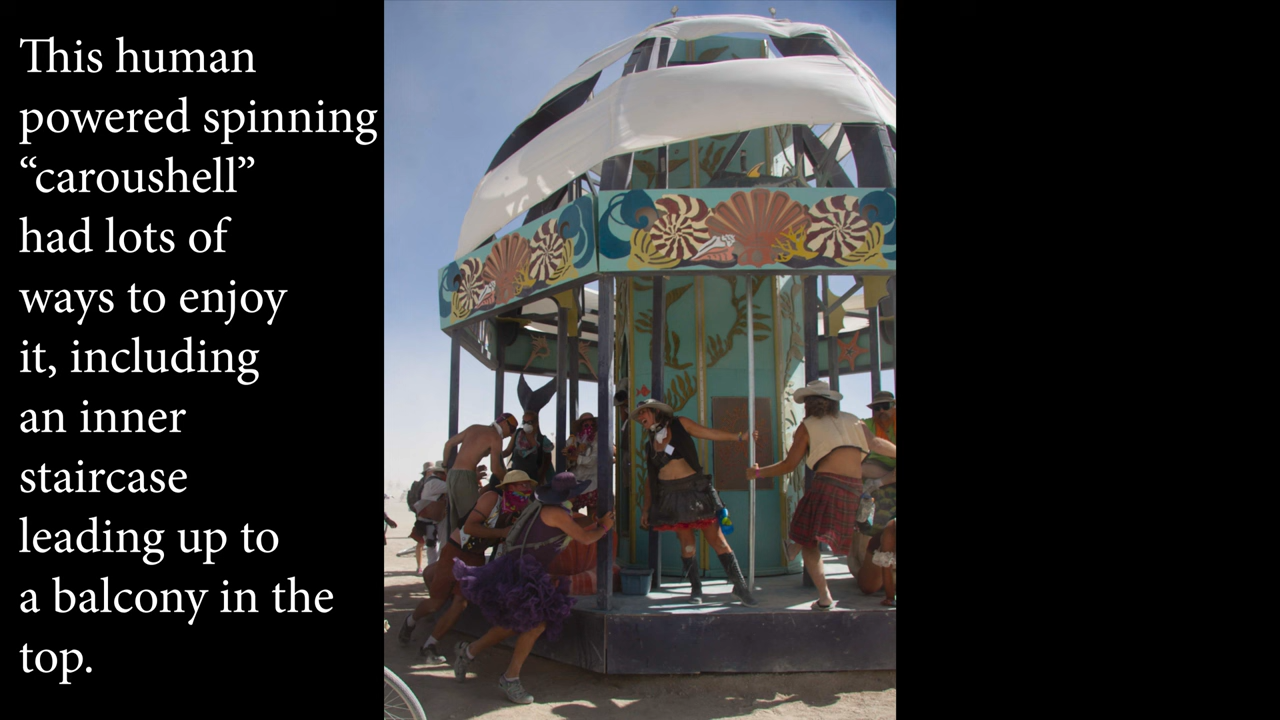 This human
powered spinning
“caroushell”
had lots of
ways to enjoy
it, including
an inner
staircase
leading up to
a balcony in the
top.